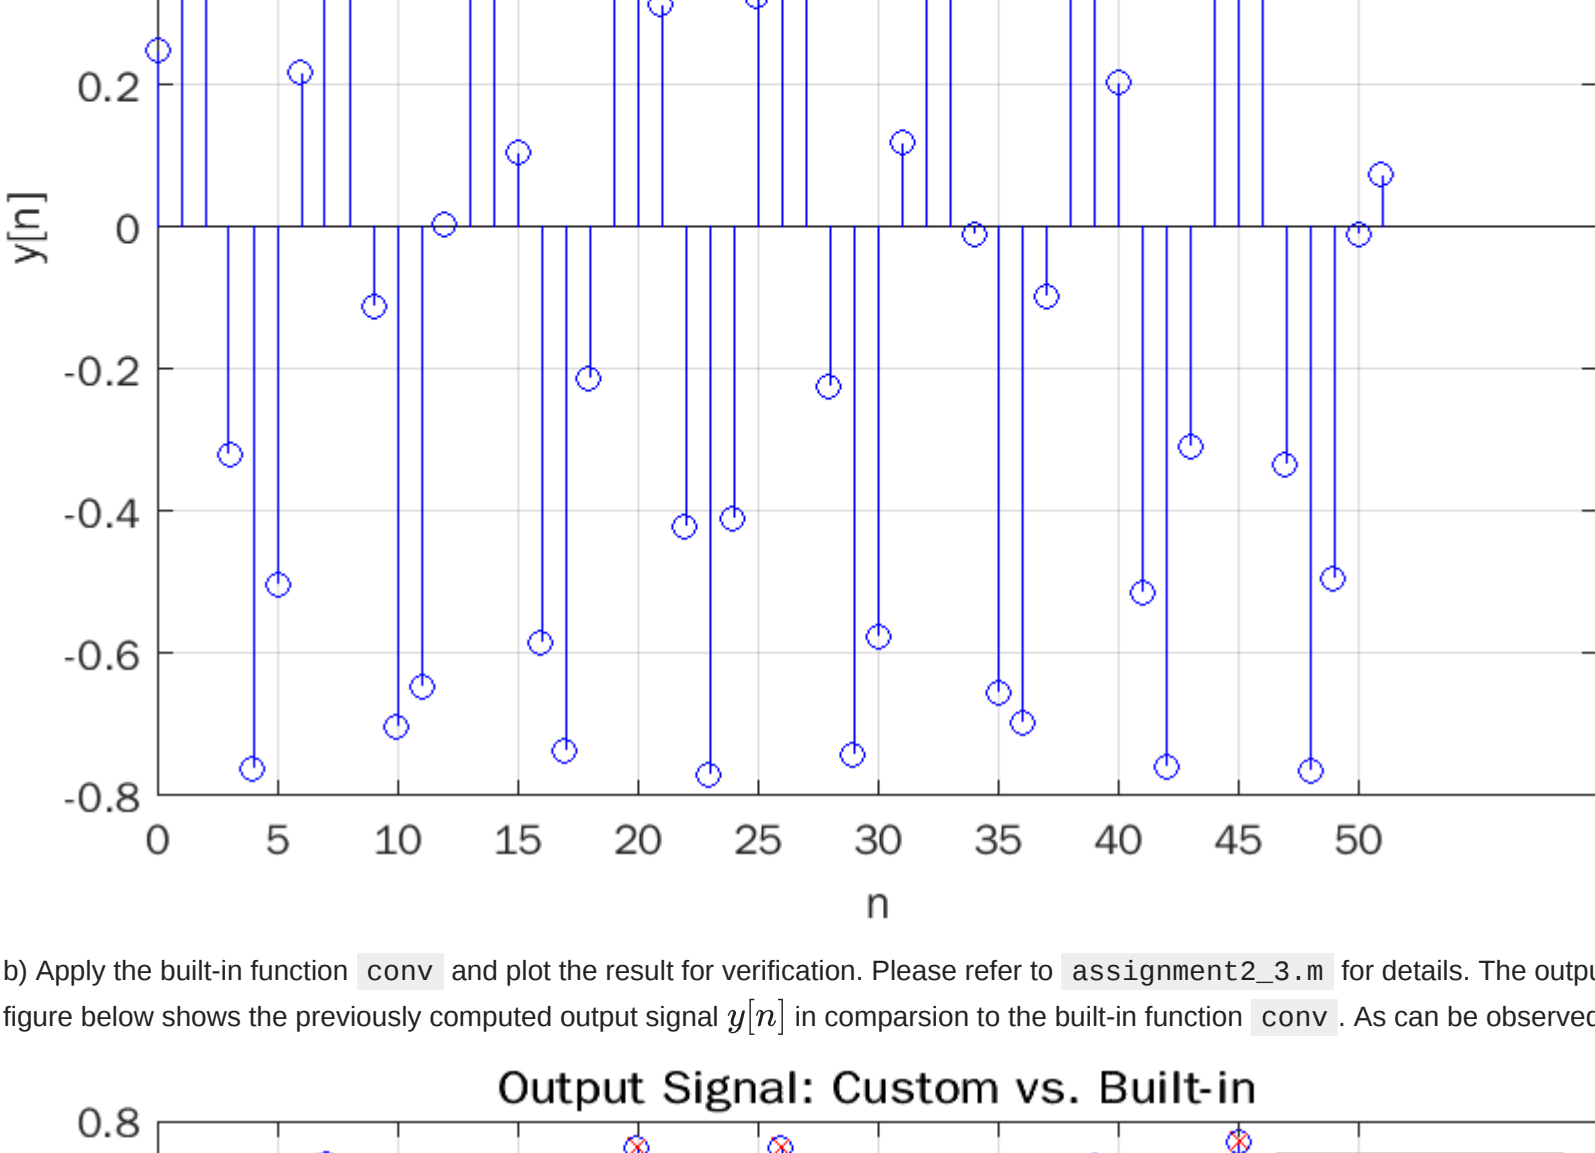 0.2
0
-0.2
-0.4
-0.6
-0.8
y[n]
0 5 10 15 20 25 30 35 40 45 50
n
b) Apply the built-in function conv and plot the result for verification. Please refer to assignment2_3.m for details. The outpu
figure below shows the previously computed output signal y[n] in comparsion to the built-in function conv . As can be observed
Output Signal: Custom vs. Built-in
0.8